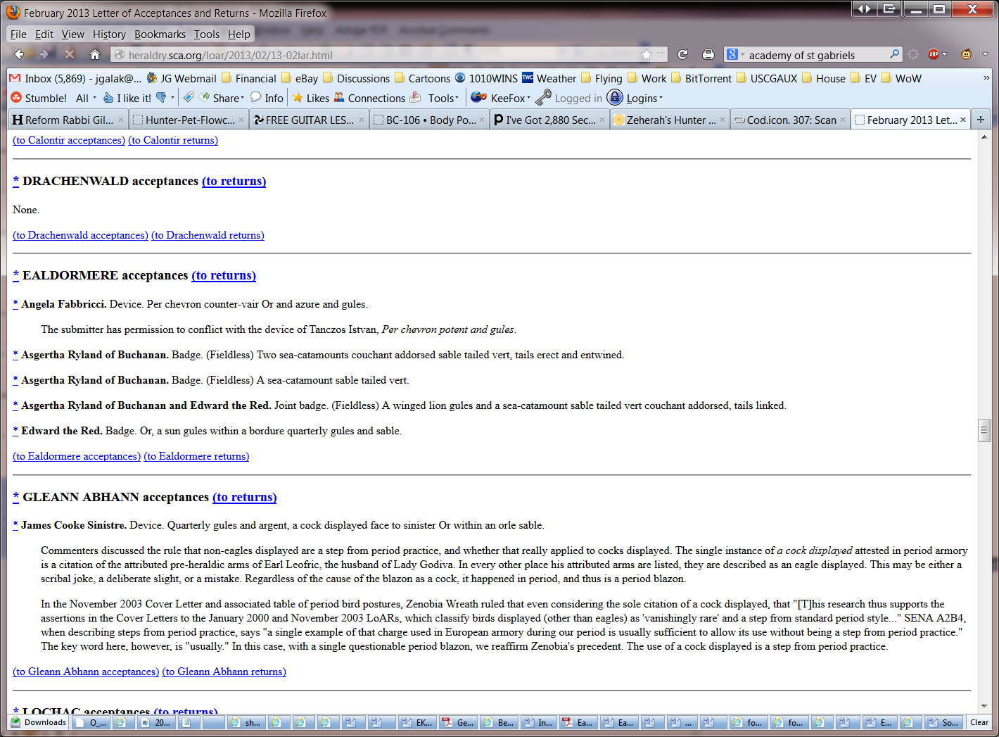 February 2013 Letter of Acceptances and Returns - Mozilla Firefox
File Edit View History Bookmarks Tools Help
heraldry.sca.org/loar/2013/02/13-02lar.html
academy of st gabriels
Inbox (5,869) - jgalak@... JG Webmail Financial eBay Discussions Cartoons 1010WINS Weather Flying Work BitTorrent USCGAUX House EV WoW »
Stumble! All I like it! Share Info Likes Connections Tools KeeFox Logged in Logins
Reform Rabbi Gil... Hunter-Pet-Flowc... FREE GUITAR LES... BC-106 • Body Po... I've Got 2,880 Sec... Zeherah's Hunter ... Cod.icon. 307: Scan February 2013 Let...
(to Calontir acceptances) (to Calontir returns)
* DRACHENWALD acceptances (to returns)
None.
(to Drachenwald acceptances) (to Drachenwald returns)
* EALDORMERE acceptances (to returns)
* Angela Fabbricci. Device. Per chevron counter-vair Or and azure and gules.
The submitter has permission to conflict with the device of Tanczos Istvan, Per chevron potent and gules.
* Asgertha Ryland of Buchanan. Badge. (Fieldless) Two sea-catamounts couchant addorsed sable tailed vert, tails erect and entwined.
* Asgertha Ryland of Buchanan. Badge. (Fieldless) A sea-catamount sable tailed vert.
* Asgertha Ryland of Buchanan and Edward the Red. Joint badge. (Fieldless) A winged lion gules and a sea-catamount sable tailed vert couchant addorsed, tails linked.
* Edward the Red. Badge. Or, a sun gules within a bordure quarterly gules and sable.
(to Ealdormere acceptances) (to Ealdormere returns)
* GLEANN ABHANN acceptances (to returns)
* James Cooke Sinistre. Device. Quarterly gules and argent, a cock displayed face to sinister Or within an orle sable.
Commenters discussed the rule that non-eagles displayed are a step from period practice, and whether that really applied to cocks displayed. The single instance of a cock displayed attested in period armory
is a citation of the attributed pre-heraldic arms of Earl Leofric, the husband of Lady Godiva. In every other place his attributed arms are listed, they are described as an eagle displayed. This may be either a
scribal joke, a deliberate slight, or a mistake. Regardless of the cause of the blazon as a cock, it happened in period, and thus is a period blazon.
In the November 2003 Cover Letter and associated table of period bird postures, Zenobia Wreath ruled that even considering the sole citation of a cock displayed, that "[T]his research thus supports the
assertions in the Cover Letters to the January 2000 and November 2003 LoARs, which classify birds displayed (other than eagles) as 'vanishingly rare' and a step from standard period style..." SENA A2B4,
when describing steps from period practice, says "a single example of that charge used in European armory during our period is usually sufficient to allow its use without being a step from period practice."
The key word here, however, is "usually." In this case, with a single questionable period blazon, we reaffirm Zenobia's precedent. The use of a cock displayed is a step from period practice.
(to Gleann Abhann acceptances) (to Gleann Abhann returns)
* LOCHAC acceptances (to returns)
Downloads O_... 20... sh... EK... Ge... Be... In... Ea... Ea... ... fo... fo... E... So... Clear